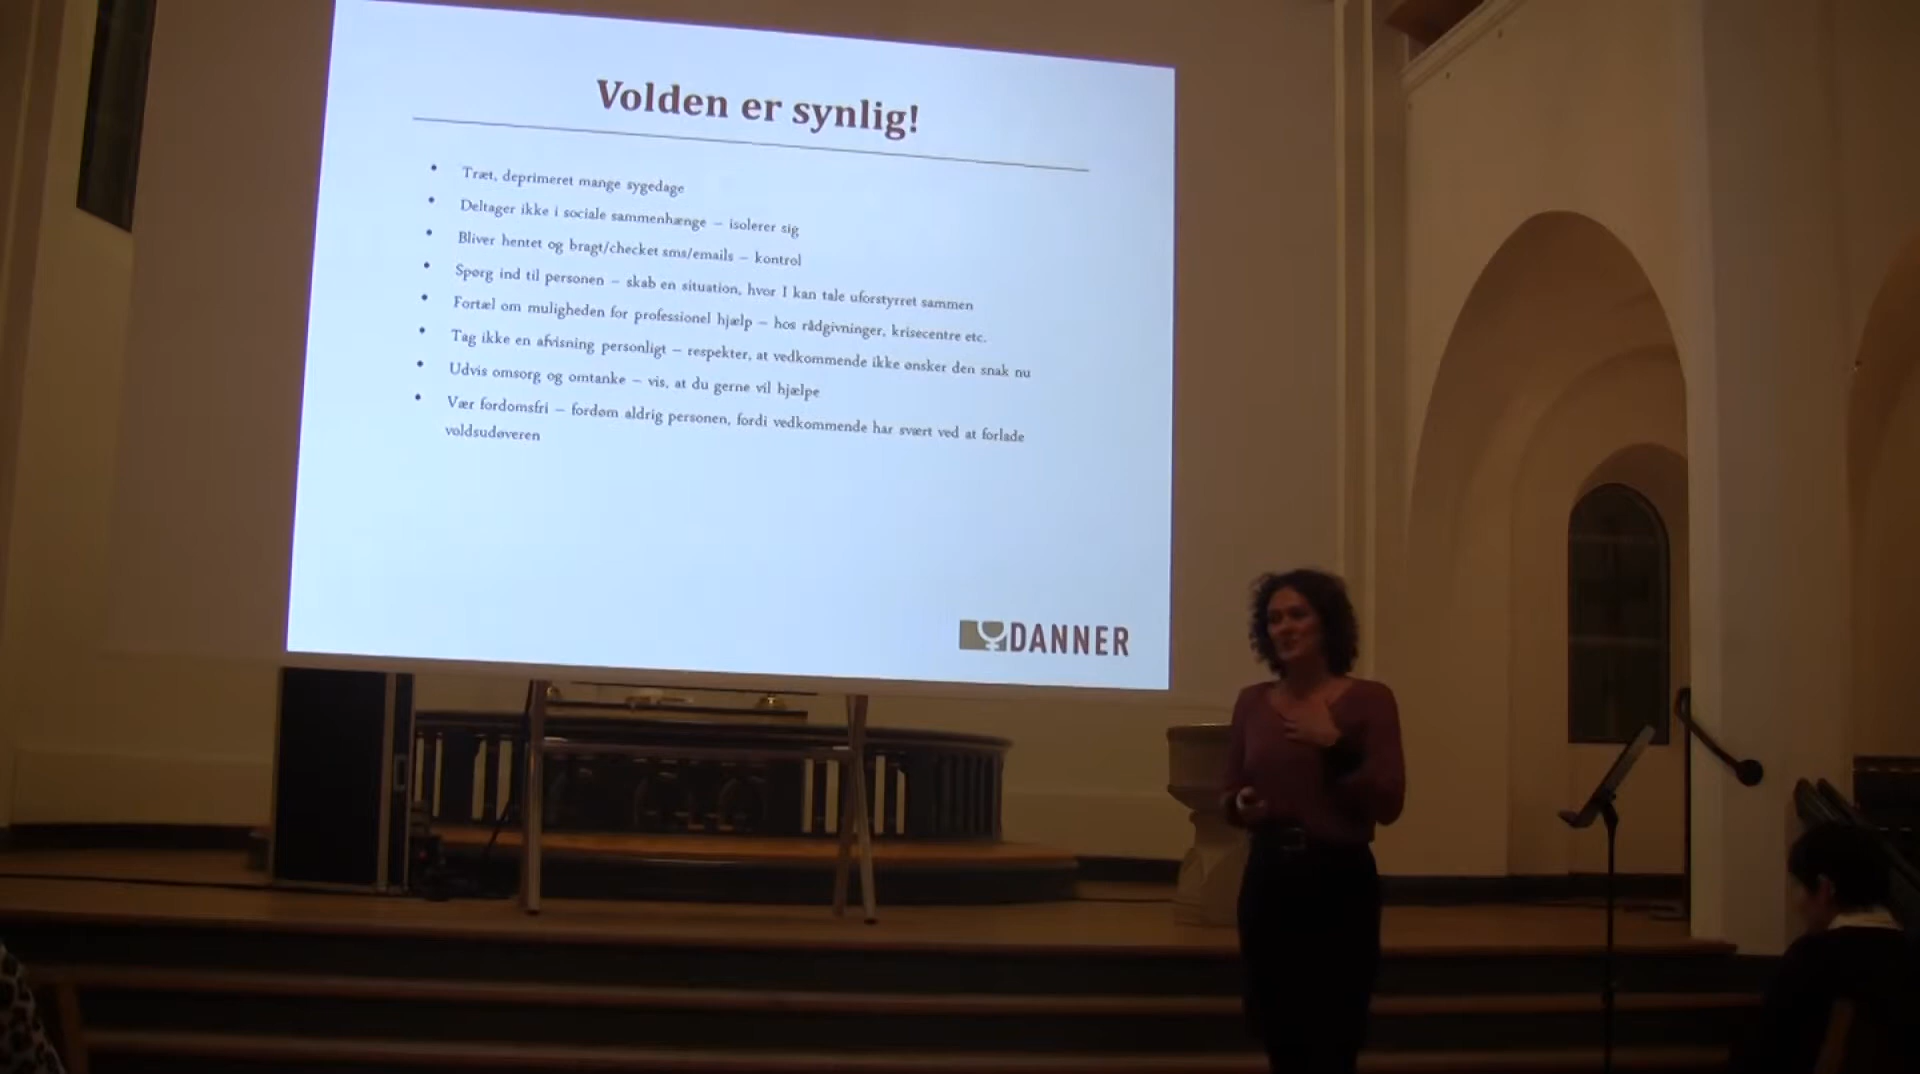 Volden er synlig!
• Træt, deprimeret mange sygedage
• Deltager ikke i sociale sammenhænge – isolerer sig
• Bliver hentet og bragt/checket sms/emails – kontrol
• Spørg ind til personen – skab en situation, hvor I kan tale uforstyrret sammen
• Fortæl om muligheden for professionel hjælp – hos rådgivninger, krisecentre etc.
• Tag ikke en afvisning personligt – respekter, at vedkommende ikke ønsker den snak nu
• Udvis omsorg og omtanke – vis, at du gerne vil hjælpe
• Vær fordomsfri – fordøm aldrig personen, fordi vedkommende har svært ved at forlade
voldsudøveren
DANNER